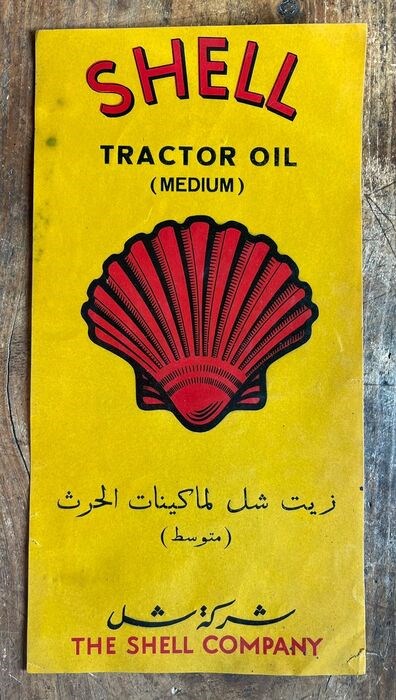 SHELL
TRACTOR OIL
(MEDIUM)
زيت شل لماكينات الحرث
(متوسط)
شركة شل
THE SHELL COMPANY